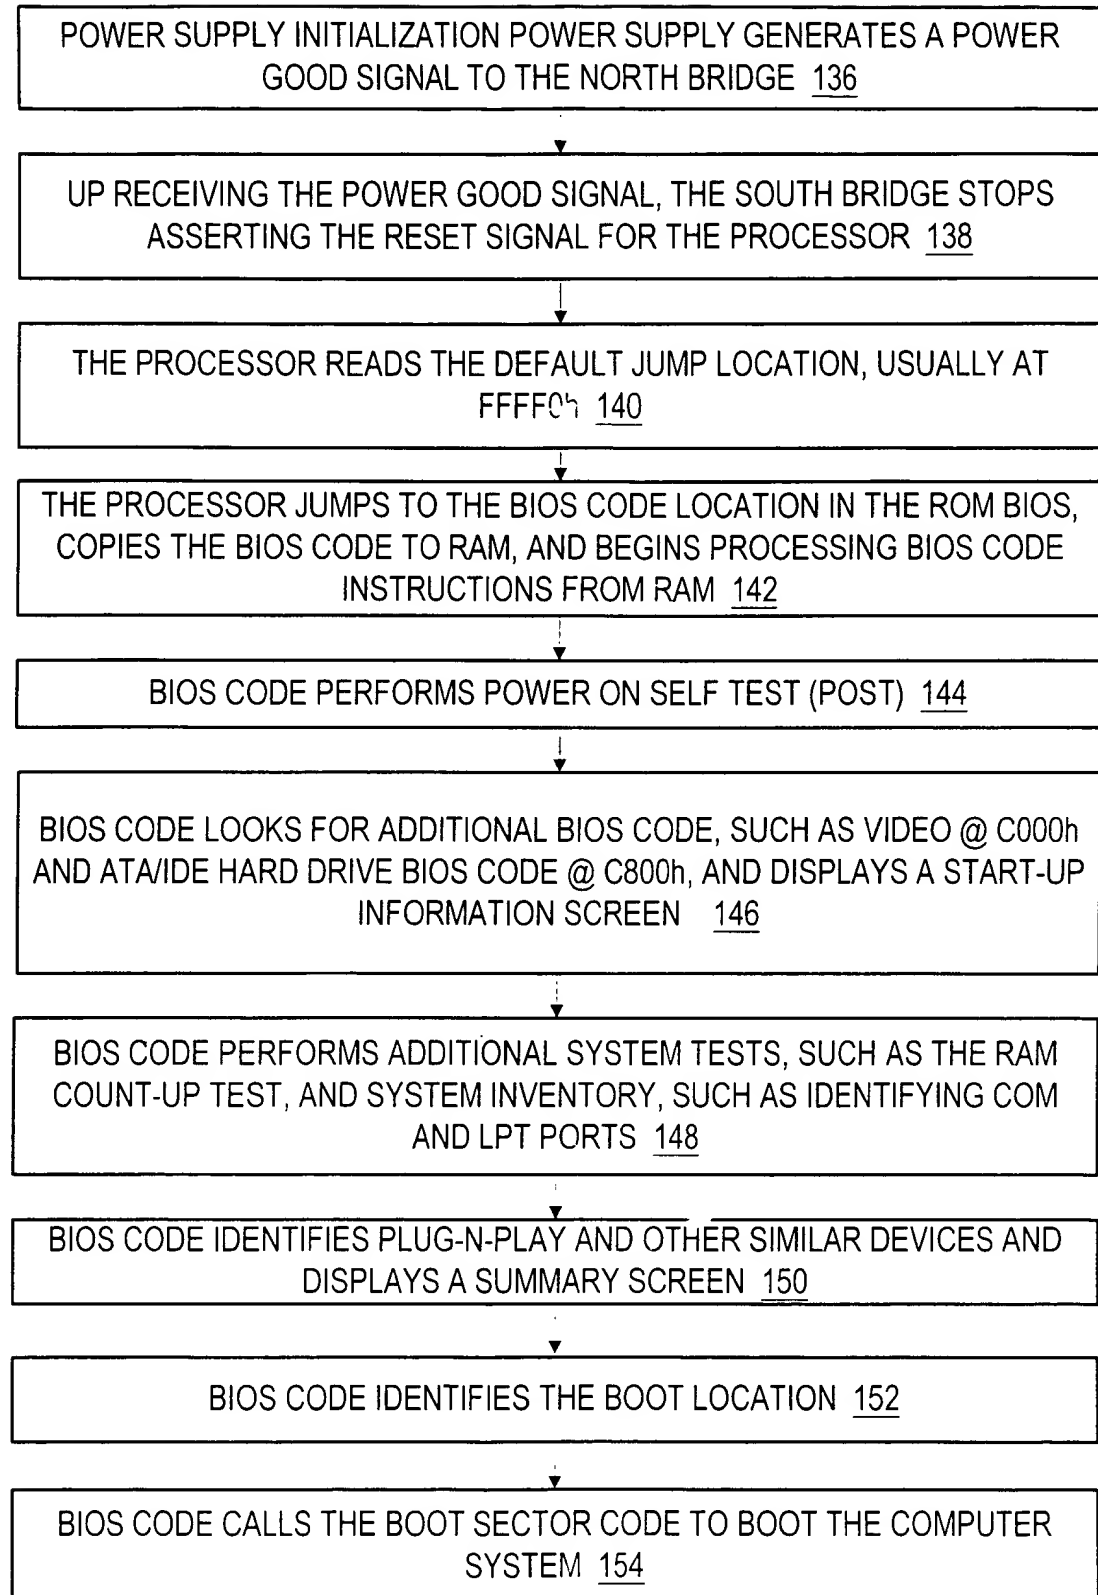 POWER SUPPLY INITIALIZATION POWER SUPPLY GENERATES A POWER
GOOD SIGNAL TO THE NORTH BRIDGE 136
UP RECEIVING THE POWER GOOD SIGNAL, THE SOUTH BRIDGE STOPS
ASSERTING THE RESET SIGNAL FOR THE PROCESSOR 138
THE PROCESSOR READS THE DEFAULT JUMP LOCATION, USUALLY AT
FFFF0h 140
THE PROCESSOR JUMPS TO THE BIOS CODE LOCATION IN THE ROM BIOS,
COPIES THE BIOS CODE TO RAM, AND BEGINS PROCESSING BIOS CODE
INSTRUCTIONS FROM RAM 142
BIOS CODE PERFORMS POWER ON SELF TEST (POST) 144
BIOS CODE LOOKS FOR ADDITIONAL BIOS CODE, SUCH AS VIDEO @ C000h
AND ATA/IDE HARD DRIVE BIOS CODE @ C800h, AND DISPLAYS A START-UP
INFORMATION SCREEN 146
BIOS CODE PERFORMS ADDITIONAL SYSTEM TESTS, SUCH AS THE RAM
COUNT-UP TEST, AND SYSTEM INVENTORY, SUCH AS IDENTIFYING COM
AND LPT PORTS 148
BIOS CODE IDENTIFIES PLUG-N-PLAY AND OTHER SIMILAR DEVICES AND
DISPLAYS A SUMMARY SCREEN 150
BIOS CODE IDENTIFIES THE BOOT LOCATION 152
BIOS CODE CALLS THE BOOT SECTOR CODE TO BOOT THE COMPUTER
SYSTEM 154